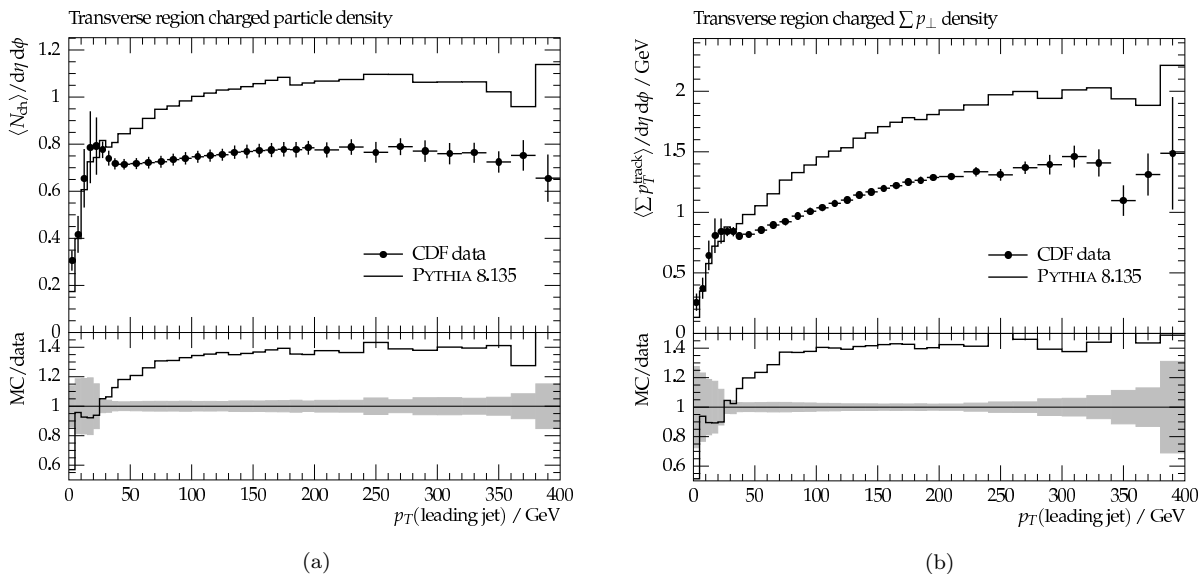 Transverse region charged particle density
⟨N_ch⟩/dη dϕ
1.2
1
0.8
0.6
0.4
0.2
0
CDF data
PYTHIA 8.135
MC/data
1.4
1.2
1
0.8
0.6
0 50 100 150 200 250 300 350 400
p_T(leading jet) / GeV
(a)
Transverse region charged ∑ p_⊥ density
⟨∑ p_T^track⟩/dη dϕ / GeV
2
1.5
1
0.5
0
CDF data
PYTHIA 8.135
MC/data
1.4
1.2
1
0.8
0.6
0 50 100 150 200 250 300 350 400
p_T(leading jet) / GeV
(b)